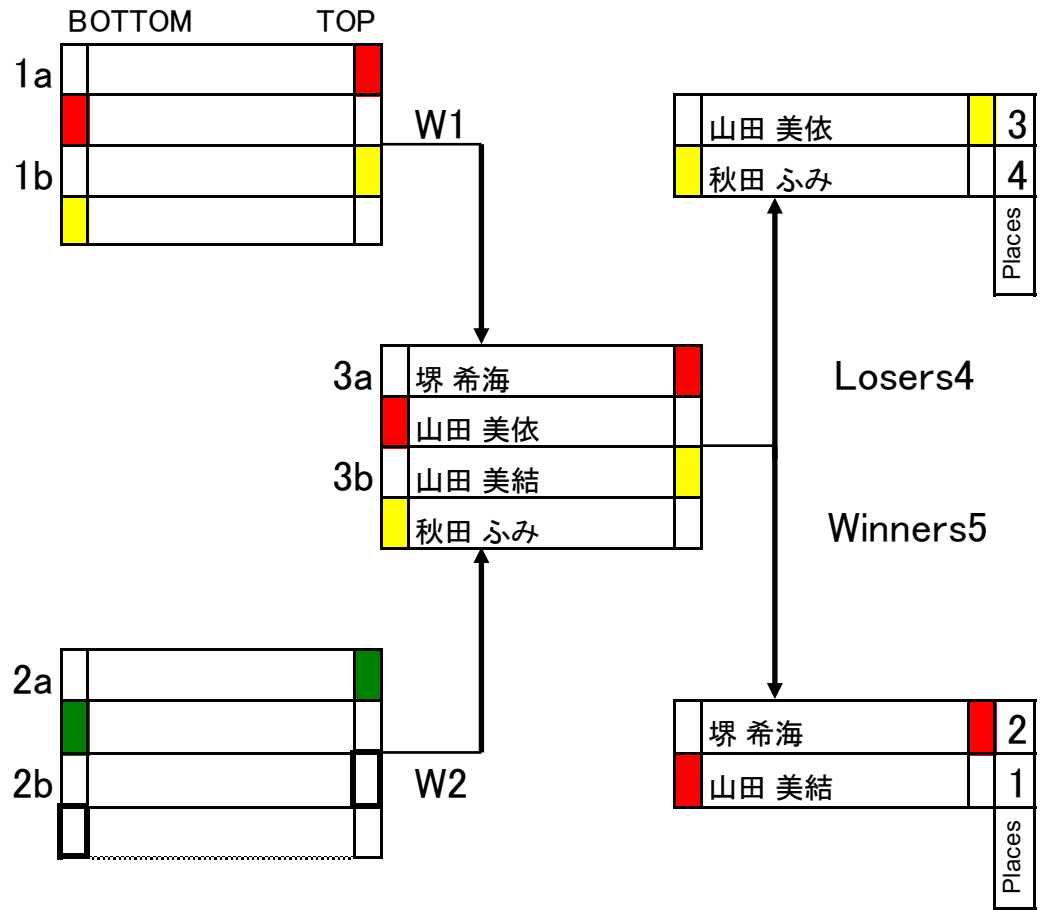 BOTTOM TOP
1a
W1
1b
山田 美依 3
秋田 ふみ 4
Places
3a 堺 希海
山田 美依
3b 山田 美結
秋田 ふみ
Losers4
Winners5
2a
2b
W2
堺 希海 2
山田 美結 1
Places